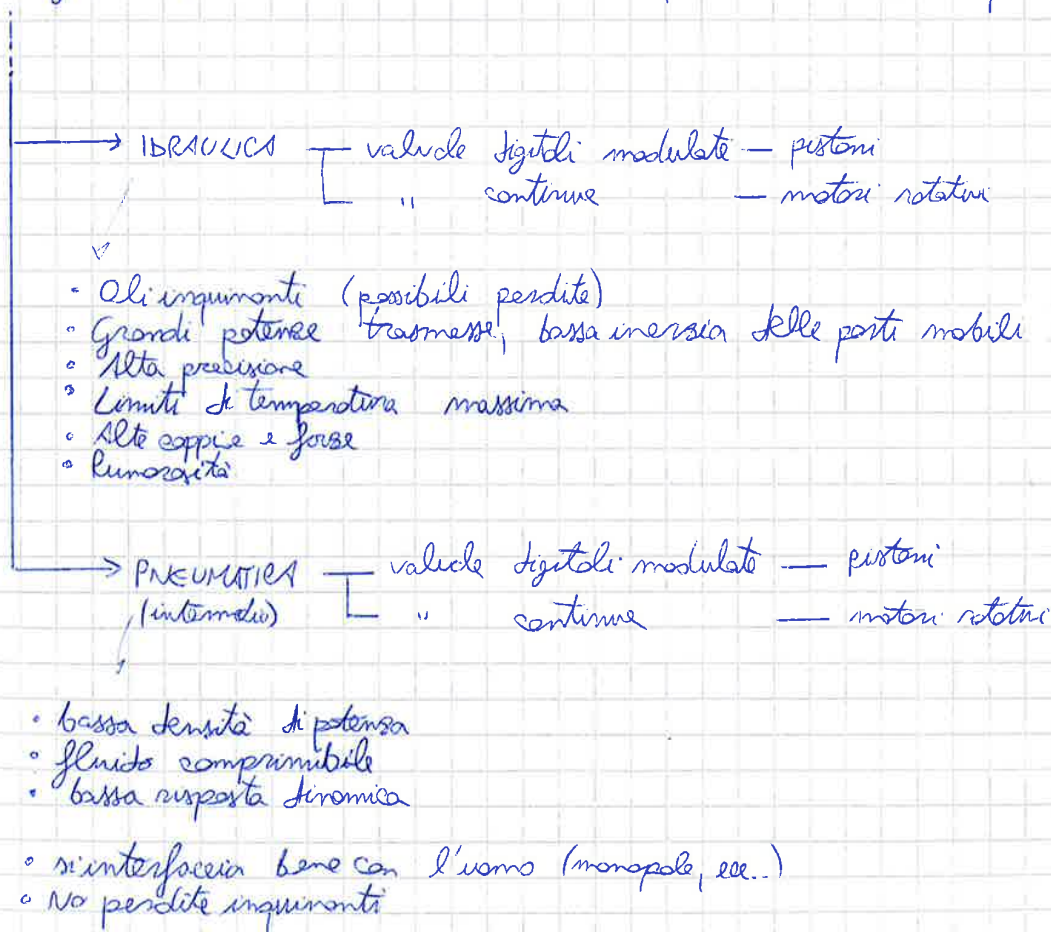 → IDRAULICA — valvole digitali modulate — pistoni
" continue — motori rotativi
• Oli inquinanti (possibili perdite)
• Grandi potenze trasmesse, bassa inerzia delle parti mobili
• Alta precisione
• Limiti di temperatura massima
• Alte coppie e forze
• Rumorosità
→ PNEUMATICA — valvole digitali modulate — pistoni
(intermedio) " continue — motori rotativi
• bassa densità di potenza
• fluido comprimibile
• bassa risposta dinamica
• si interfaccia bene con l'uomo (monopole, ecc..)
• No perdite inquinanti